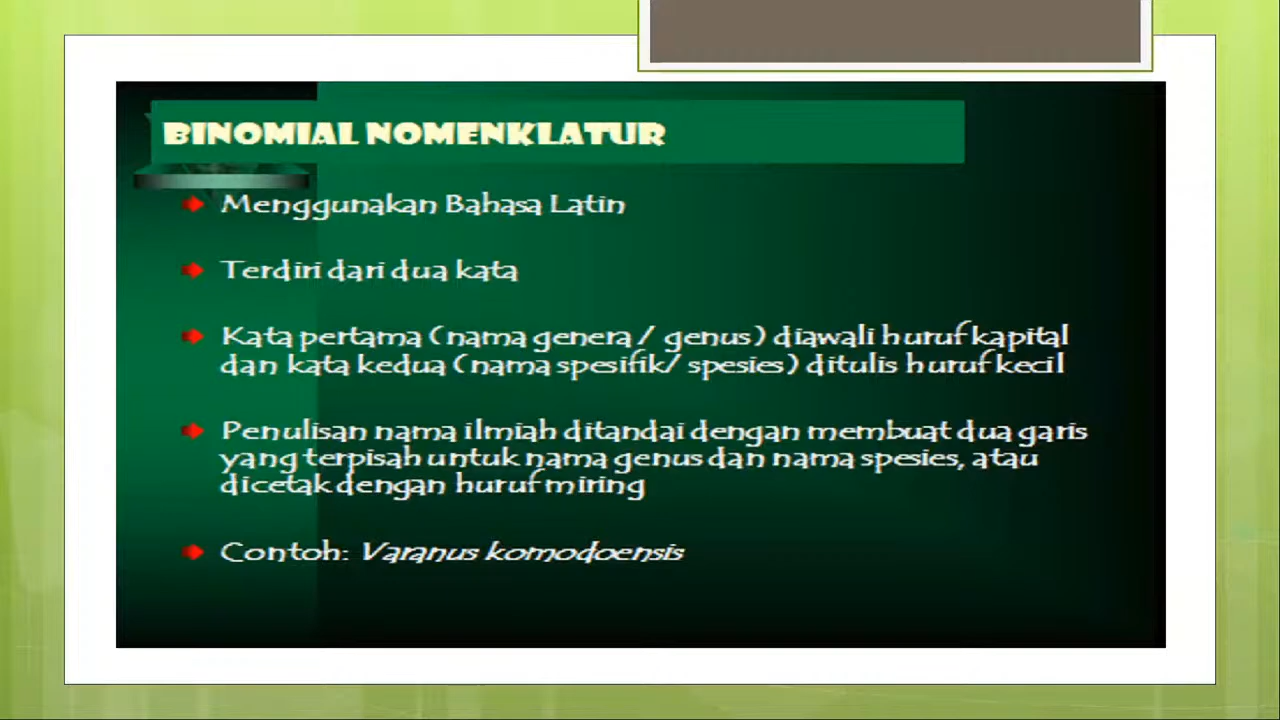 BINOMIAL NOMENKLATUR
Menggunakan Bahasa Latin
Terdiri dari dua kata
Kata pertama (nama genera / genus) diawali huruf kapital
dan kata kedua (nama spesifik/ spesies) ditulis huruf kecil
Penulisan nama ilmiah ditandai dengan membuat dua garis
yang terpisah untuk nama genus dan nama spesies, atau
dicetak dengan huruf miring
Contoh: Varanus komodoensis